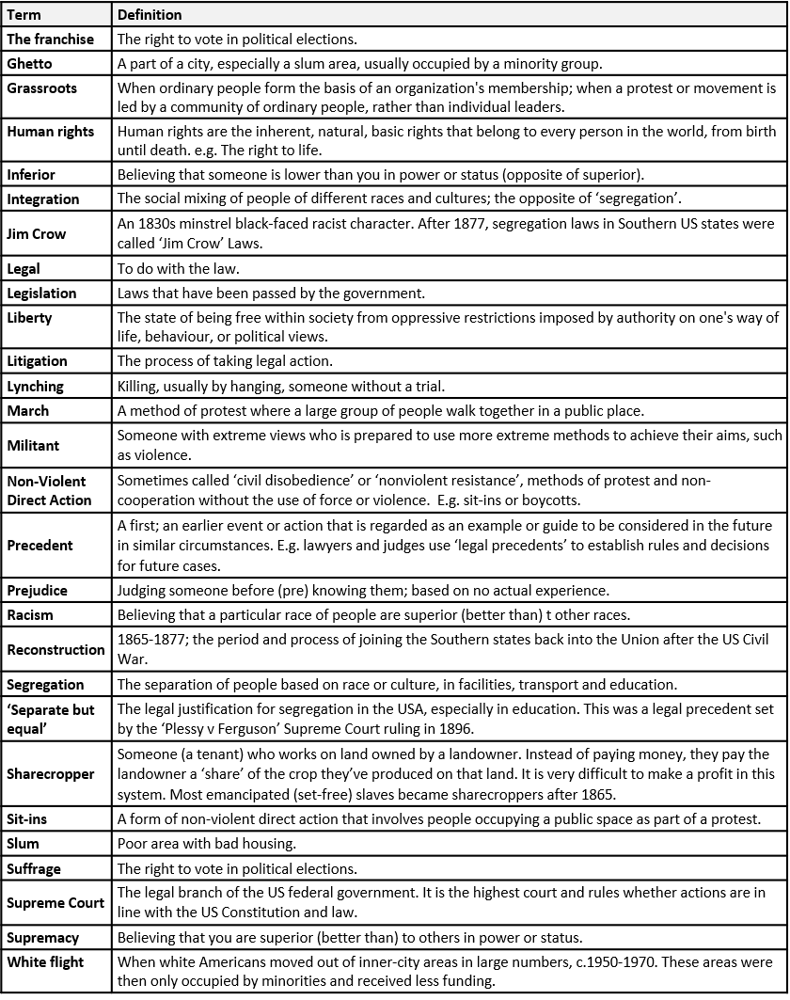 Term Definition
The franchise The right to vote in political elections.
Ghetto A part of a city, especially a slum area, usually occupied by a minority group.
Grassroots When ordinary people form the basis of an organization's membership; when a protest or movement is
led by a community of ordinary people, rather than individual leaders.
Human rights Human rights are the inherent, natural, basic rights that belong to every person in the world, from birth
until death. e.g. The right to life.
Inferior Believing that someone is lower than you in power or status (opposite of superior).
Integration The social mixing of people of different races and cultures; the opposite of ‘segregation’.
Jim Crow An 1830s minstrel black-faced racist character. After 1877, segregation laws in Southern US states were
called ‘Jim Crow’ Laws.
Legal To do with the law.
Legislation Laws that have been passed by the government.
Liberty The state of being free within society from oppressive restrictions imposed by authority on one's way of
life, behaviour, or political views.
Litigation The process of taking legal action.
Lynching Killing, usually by hanging, someone without a trial.
March A method of protest where a large group of people walk together in a public place.
Militant Someone with extreme views who is prepared to use more extreme methods to achieve their aims, such
as violence.
Non-Violent Sometimes called ‘civil disobedience’ or ‘nonviolent resistance’, methods of protest and non-
Direct Action cooperation without the use of force or violence.  E.g. sit-ins or boycotts.
Precedent A first; an earlier event or action that is regarded as an example or guide to be considered in the future
in similar circumstances. E.g. lawyers and judges use ‘legal precedents’ to establish rules and decisions
for future cases.
Prejudice Judging someone before (pre) knowing them; based on no actual experience.
Racism Believing that a particular race of people are superior (better than) t other races.
Reconstruction 1865-1877; the period and process of joining the Southern states back into the Union after the US Civil
War.
Segregation The separation of people based on race or culture, in facilities, transport and education.
‘Separate but The legal justification for segregation in the USA, especially in education. This was a legal precedent set
equal’ by the ‘Plessy v Ferguson’ Supreme Court ruling in 1896.
Sharecropper Someone (a tenant) who works on land owned by a landowner. Instead of paying money, they pay the
landowner a ‘share’ of the crop they’ve produced on that land. It is very difficult to make a profit in this
system. Most emancipated (set-free) slaves became sharecroppers after 1865.
Sit-ins A form of non-violent direct action that involves people occupying a public space as part of a protest.
Slum Poor area with bad housing.
Suffrage The right to vote in political elections.
Supreme Court The legal branch of the US federal government. It is the highest court and rules whether actions are in
line with the US Constitution and law.
Supremacy Believing that you are superior (better than) to others in power or status.
White flight When white Americans moved out of inner-city areas in large numbers, c.1950-1970. These areas were
then only occupied by minorities and received less funding.